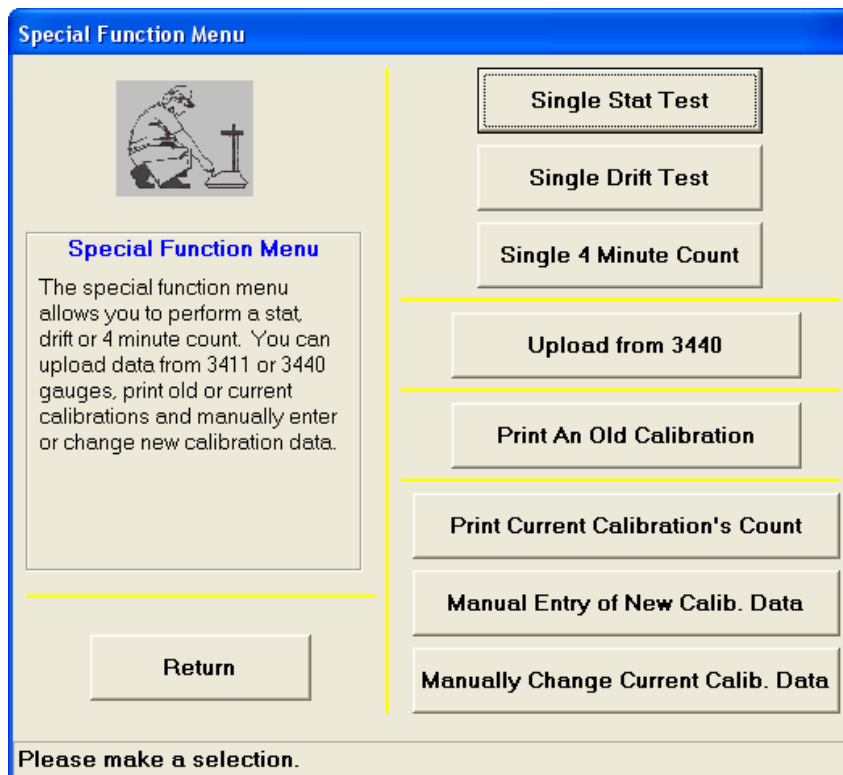 Special Function Menu
Special Function Menu
The special function menu
allows you to perform a stat,
drift or 4 minute count. You can
upload data from 3411 or 3440
gauges, print old or current
calibrations and manually enter
or change new calibration data.
Return
Single Stat Test
Single Drift Test
Single 4 Minute Count
Upload from 3440
Print An Old Calibration
Print Current Calibration's Count
Manual Entry of New Calib. Data
Manually Change Current Calib. Data
Please make a selection.